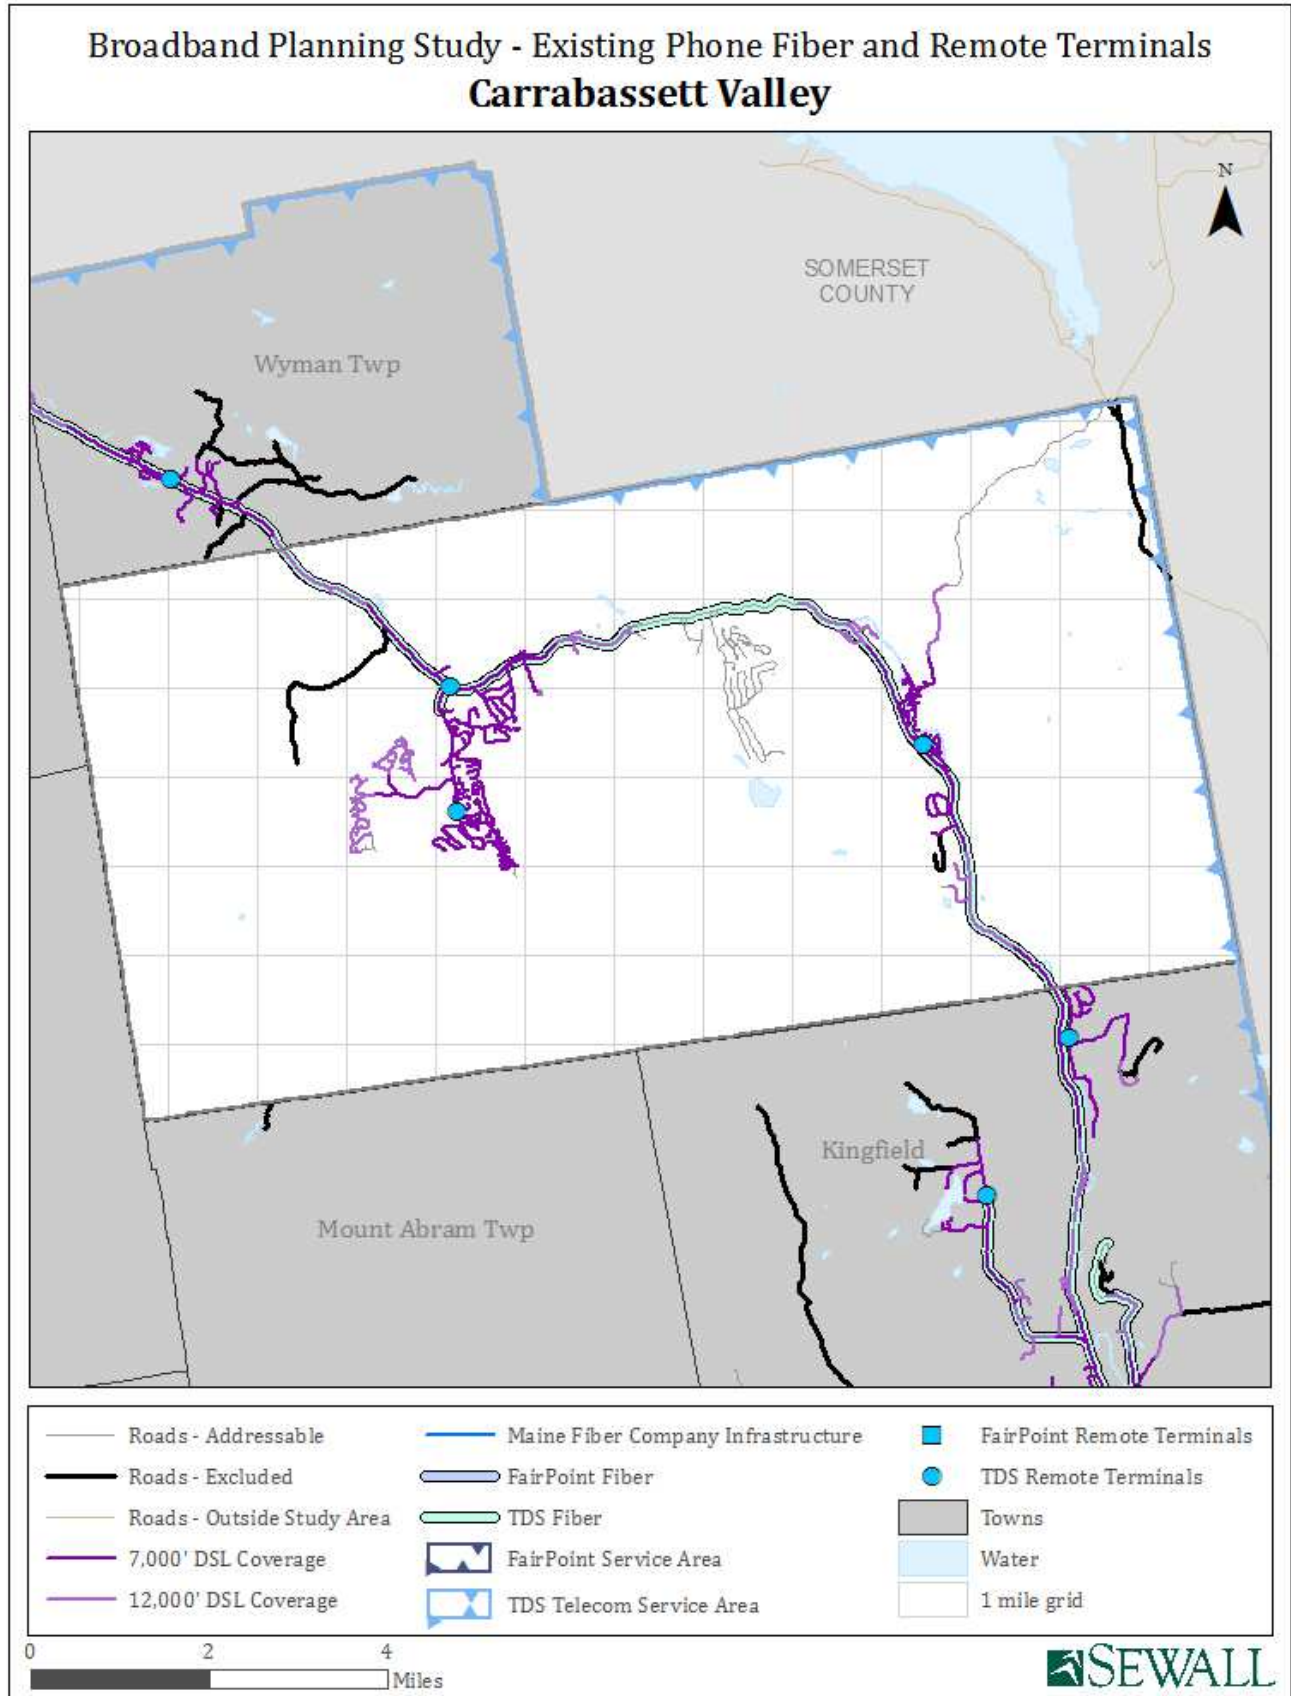 Broadband Planning Study - Existing Phone Fiber and Remote Terminals
Carrabassett Valley
N
SOMERSET
COUNTY
Wyman Twp
Kingfield
Mount Abram Twp
Roads - Addressable
Roads - Excluded
Roads - Outside Study Area
7,000' DSL Coverage
12,000' DSL Coverage
Maine Fiber Company Infrastructure
FairPoint Fiber
TDS Fiber
FairPoint Service Area
TDS Telecom Service Area
FairPoint Remote Terminals
TDS Remote Terminals
Towns
Water
1 mile grid
0 2 4
Miles
SEWALL